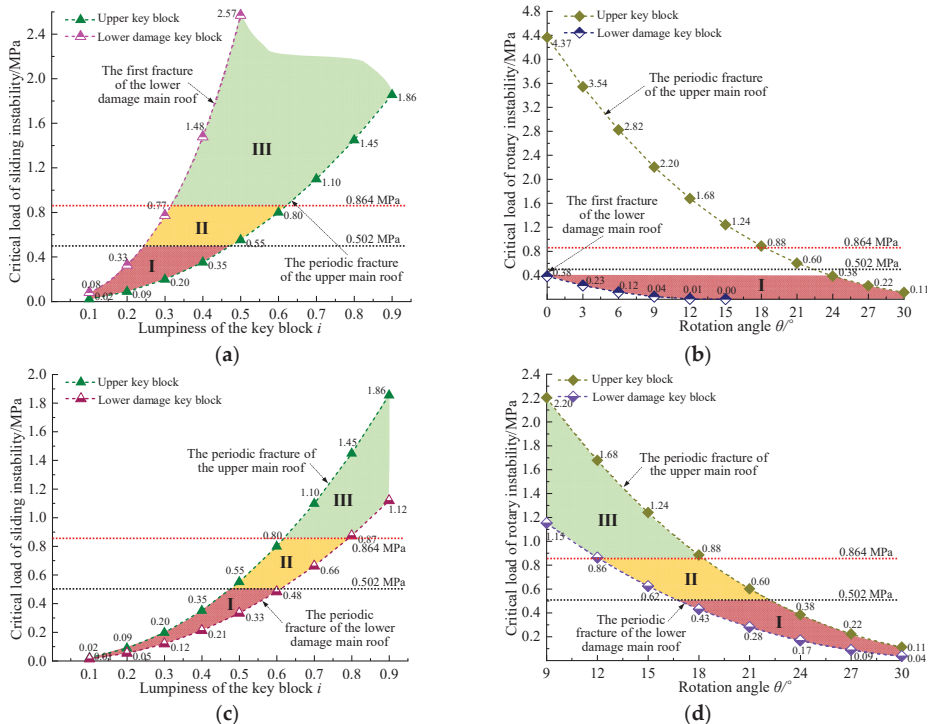 (a)
Critical load of sliding instability/MPa
2.4
2.0
1.6
1.2
0.8
0.4
0.0
Upper key block
Lower damage key block
2.57
The first fracture
of the lower
damage main roof
1.86
1.48
1.45
III
1.10
0.864 MPa
0.77
0.80
II
0.502 MPa
0.55
0.33
I
0.35
The periodic fracture
of the upper main roof
0.20
0.08
0.02
0.09
0.1 0.2 0.3 0.4 0.5 0.6 0.7 0.8 0.9
Lumpiness of the key block i
(b)
Critical load of rotary instability/MPa
4.8
4.4
4.0
3.6
3.2
2.8
2.4
2.0
1.6
1.2
0.8
0.4
0.0
Upper key block
Lower damage key block
4.37
The periodic fracture
of the upper main roof
3.54
2.82
2.20
1.68
The first fracture
of the lower
damage main roof
1.24
0.88
0.864 MPa
0.60
0.502 MPa
0.38
0.38
0.23
0.12
0.04
0.01
0.00
I
0.22
0.11
0 3 6 9 12 15 18 21 24 27 30
Rotation angle θ/°
(c)
Critical load of sliding instability/MPa
2.0
1.8
1.6
1.4
1.2
1.0
0.8
0.6
0.4
0.2
0.0
Upper key block
Lower damage key block
1.86
The periodic fracture of
the upper main roof
1.45
1.10
III
1.12
0.80
0.87
0.864 MPa
II
0.66
0.55
0.502 MPa
0.48
0.35
I
0.33
The periodic
fracture of the lower
damage main roof
0.20
0.21
0.09
0.12
0.02
0.01
0.05
0.1 0.2 0.3 0.4 0.5 0.6 0.7 0.8 0.9
Lumpiness of the key block i
(d)
Critical load of rotary instability/MPa
2.2
2.0
1.8
1.6
1.4
1.2
1.0
0.8
0.6
0.4
0.2
Upper key block
Lower damage key block
2.20
The periodic fracture of
the upper main roof
1.68
1.24
III
1.15
0.88
0.864 MPa
0.86
II
0.62
0.60
0.502 MPa
0.43
0.38
I
The periodic fracture
of the lower
damage main roof
0.28
0.22
0.17
0.11
0.09
0.04
9 12 15 18 21 24 27 30
Rotation angle θ/°